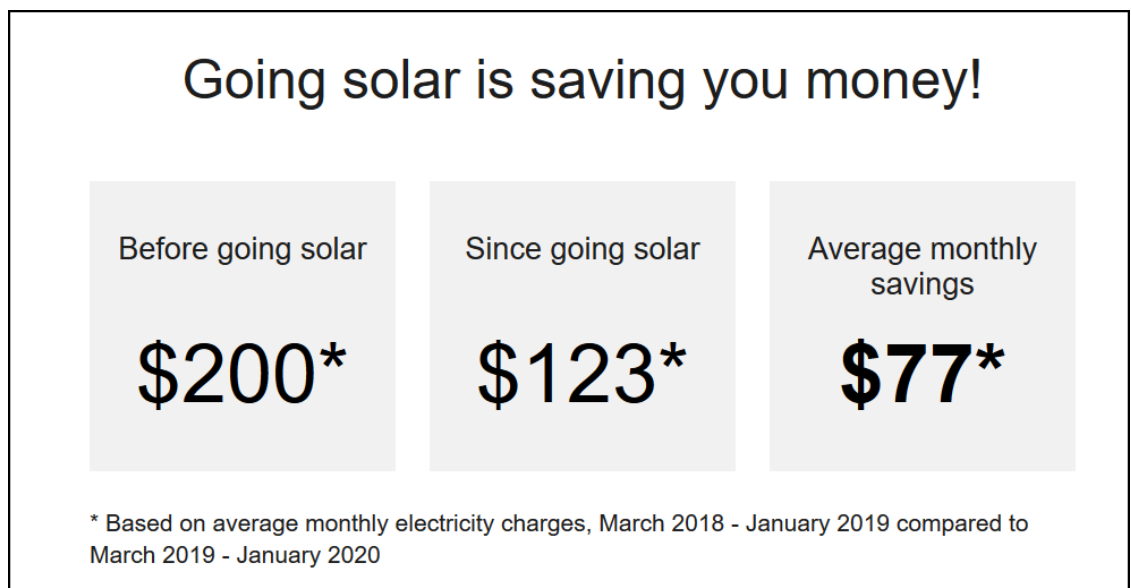 Going solar is saving you money!
Before going solar
$200*
Since going solar
$123*
Average monthly
savings
$77*
* Based on average monthly electricity charges, March 2018 - January 2019 compared to
March 2019 - January 2020